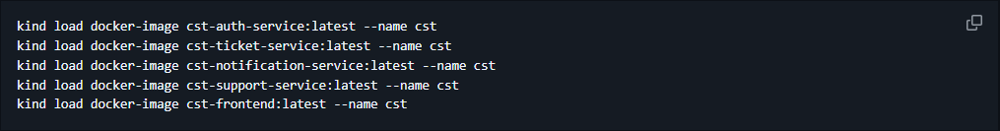 kind load docker-image cst-auth-service:latest --name cst
kind load docker-image cst-ticket-service:latest --name cst
kind load docker-image cst-notification-service:latest --name cst
kind load docker-image cst-support-service:latest --name cst
kind load docker-image cst-frontend:latest --name cst